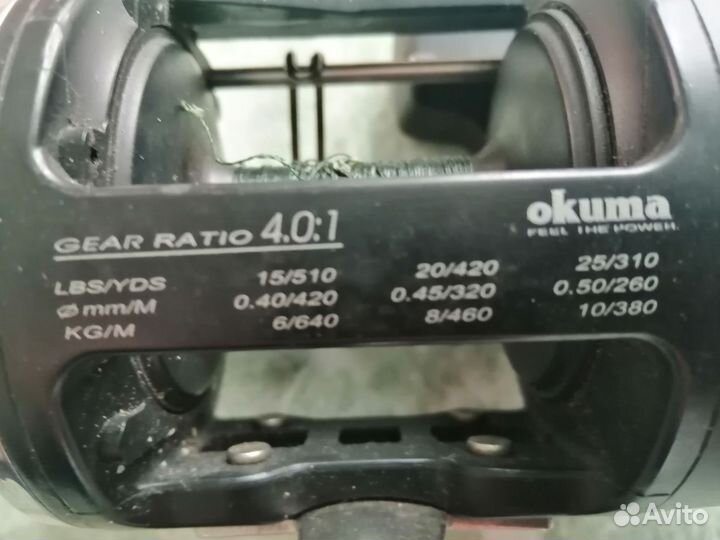 okuma
FEEL THE POWER.
GEAR RATIO 4.0:1
LBS/YDS 15/510 20/420 25/310
Ømm/M 0.40/420 0.45/320 0.50/260
KG/M 6/640 8/460 10/380
Avito